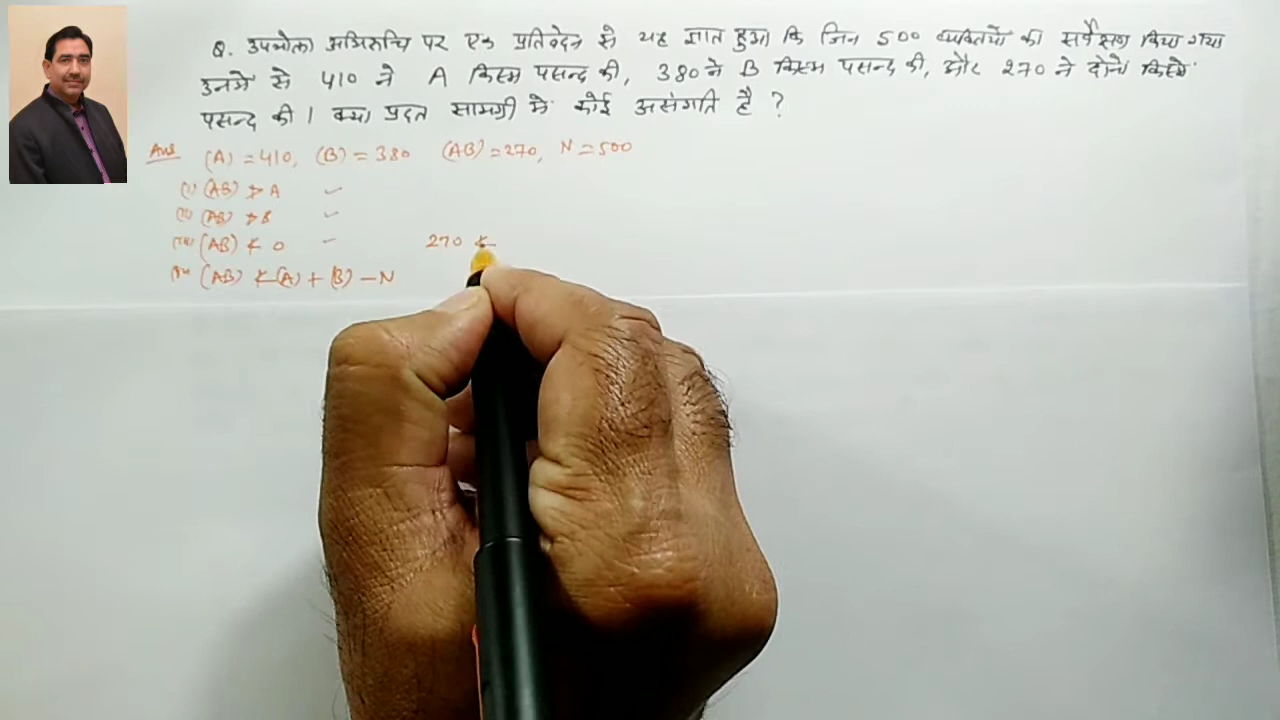 Q. उपभोक्ता अभिरुचि पर एक प्रतिवेदन से यह ज्ञात हुआ कि जिन 500 व्यक्तियों का सर्वेक्षण किया गया
उनमें से 410 ने A किस्म पसन्द की, 380 ने B किस्म पसन्द की, और 270 ने दोनों किस्में
पसन्द की । क्या प्रदत्त सामग्री में कोई असंगति है ?
Ans (A) = 410, (B) = 380 (AB) = 270, N = 500
(i) (AB) ≯ A ✓
(ii) (AB) ≯ B ✓
(iii) (AB) ≮ 0 ✓ 270 ≮
(iv) (AB) ≮ (A) + (B) - N